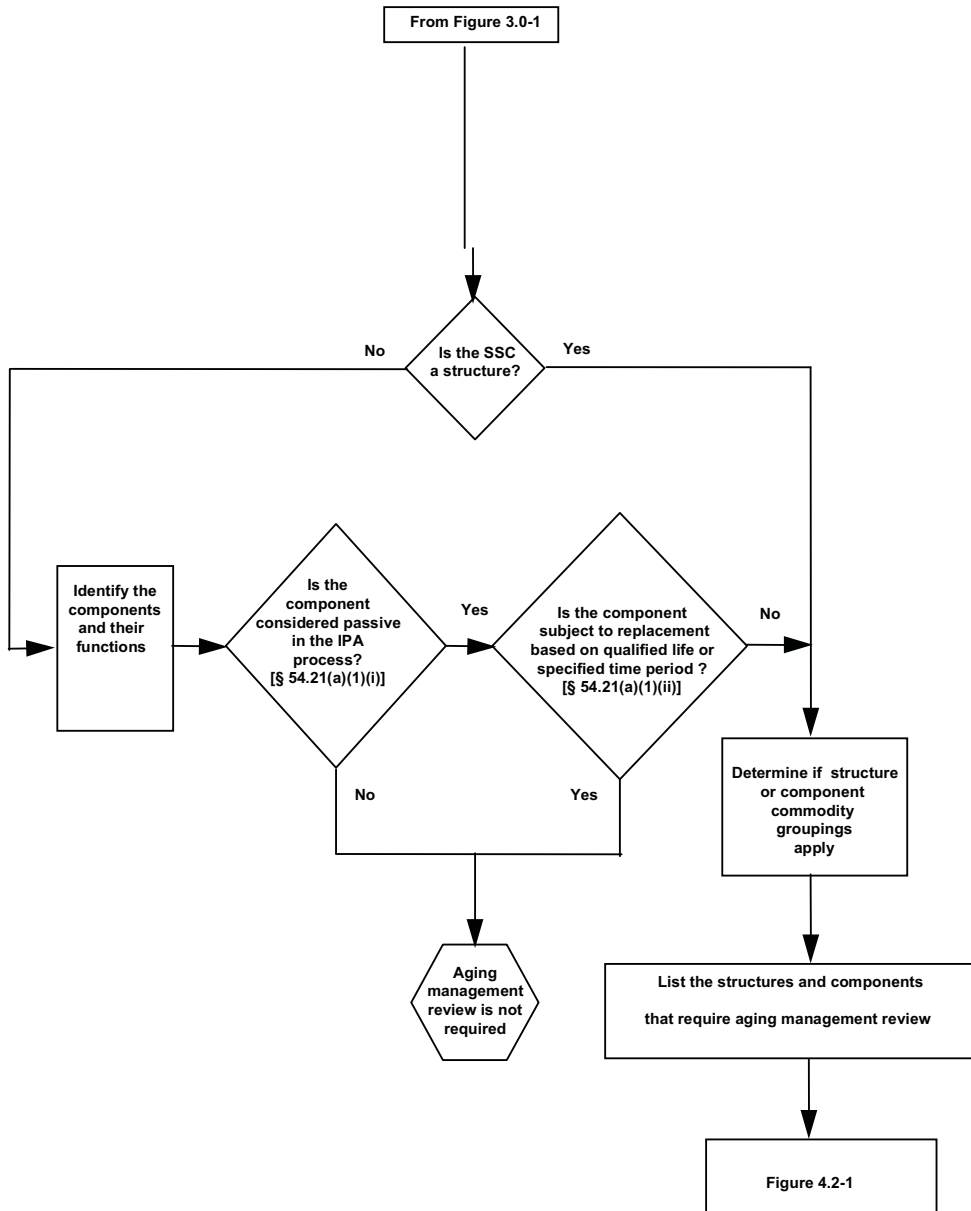 From Figure 3.0-1
No
Yes
Is the SSC
a structure?
Identify the
components
and their
functions
Is the
component
considered passive
in the IPA
process?
[§ 54.21(a)(1)(i)]
Yes
Is the component
subject to replacement
based on qualified life or
specified time period ?
[§ 54.21(a)(1)(ii)]
No
No
Yes
Determine if structure
or component
commodity
groupings
apply
Aging
management
review is not
required
List the structures and components
that require aging management review
Figure 4.2-1